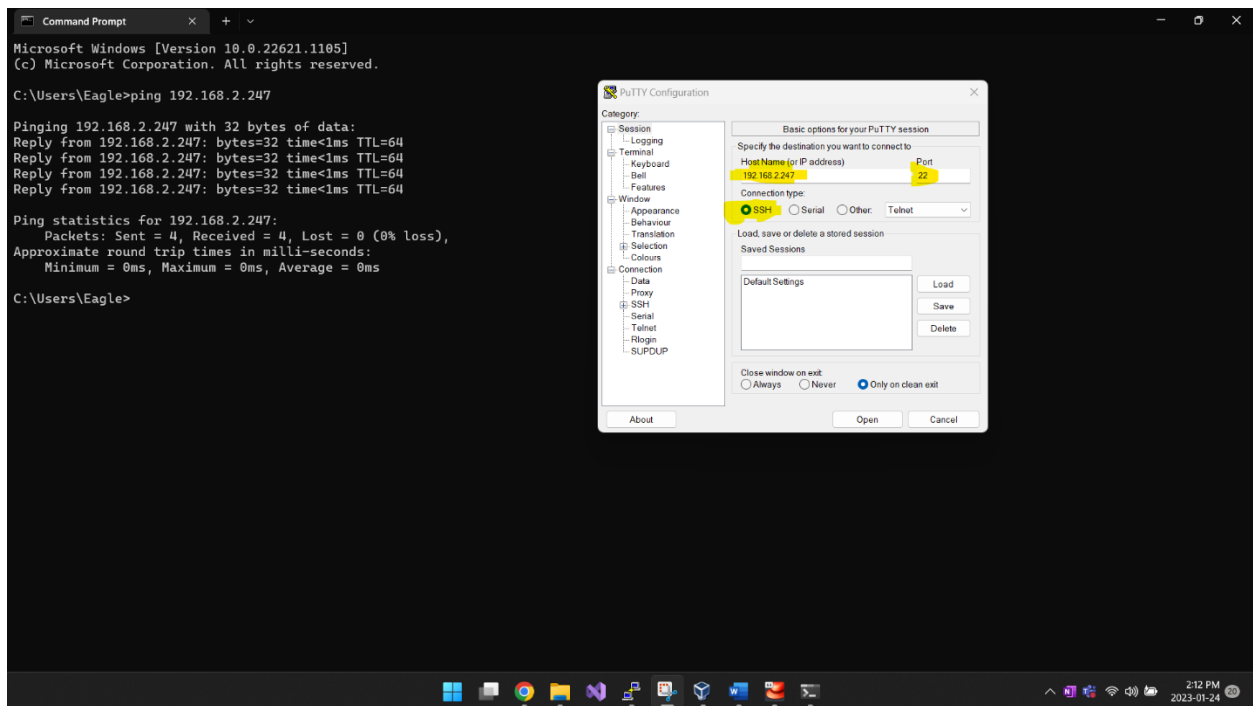 Command Prompt
Microsoft Windows [Version 10.0.22621.1105]
(c) Microsoft Corporation. All rights reserved.
C:\Users\Eagle>ping 192.168.2.247
Pinging 192.168.2.247 with 32 bytes of data:
Reply from 192.168.2.247: bytes=32 time<1ms TTL=64
Reply from 192.168.2.247: bytes=32 time<1ms TTL=64
Reply from 192.168.2.247: bytes=32 time<1ms TTL=64
Reply from 192.168.2.247: bytes=32 time<1ms TTL=64
Ping statistics for 192.168.2.247:
Packets: Sent = 4, Received = 4, Lost = 0 (0% loss),
Approximate round trip times in milli-seconds:
Minimum = 0ms, Maximum = 0ms, Average = 0ms
C:\Users\Eagle>
PuTTY Configuration
Category:
Session
Logging
Terminal
Keyboard
Bell
Features
Window
Appearance
Behaviour
Translation
Selection
Colours
Connection
Data
Proxy
SSH
Serial
Telnet
Rlogin
SUPDUP
Basic options for your PuTTY session
Specify the destination you want to connect to
Host Name (or IP address) Port
192.168.2.247 22
Connection type:
SSH Serial Other: Telnet
Load, save or delete a stored session
Saved Sessions
Default Settings
Load
Save
Delete
Close window on exit:
Always Never Only on clean exit
About Open Cancel
2:12 PM
2023-01-24
20